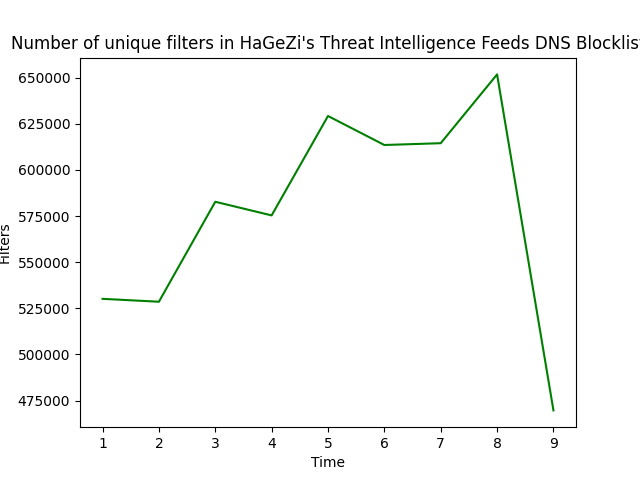 Number of unique filters in HaGeZi's Threat Intelligence Feeds DNS Blocklis
650000
625000
600000
575000
550000
525000
500000
475000
Filters
1 2 3 4 5 6 7 8 9
Time